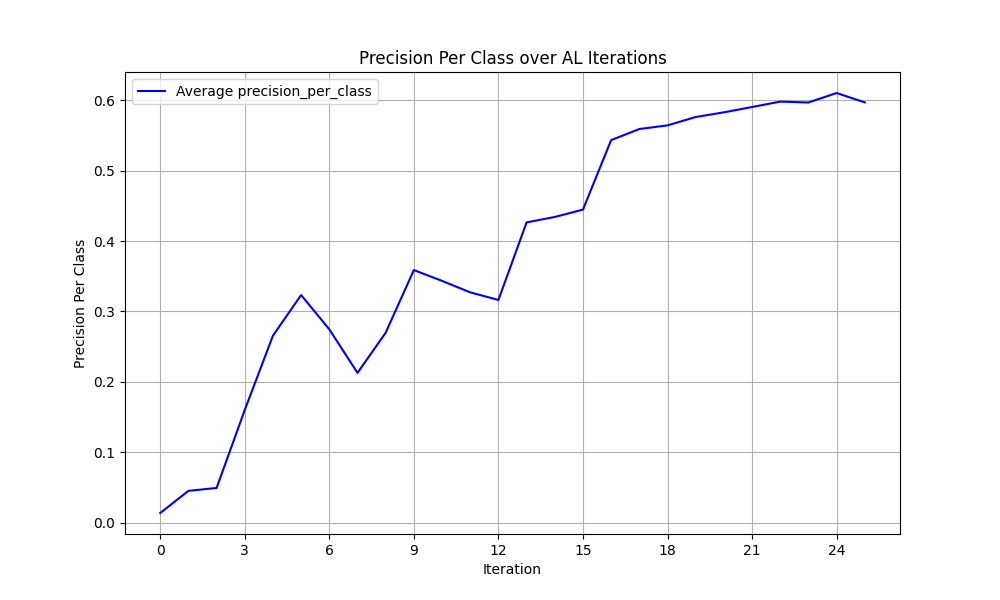 Precision Per Class over AL Iterations
Average precision_per_class
Precision Per Class
0.6
0.5
0.4
0.3
0.2
0.1
0.0
0 3 6 9 12 15 18 21 24
Iteration